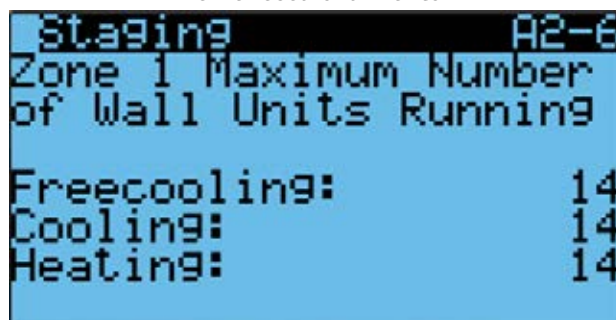 Staging A2-6
Zone 1 Maximum Number
of Wall Units Running
Freecooling: 14
Cooling: 14
Heating: 14